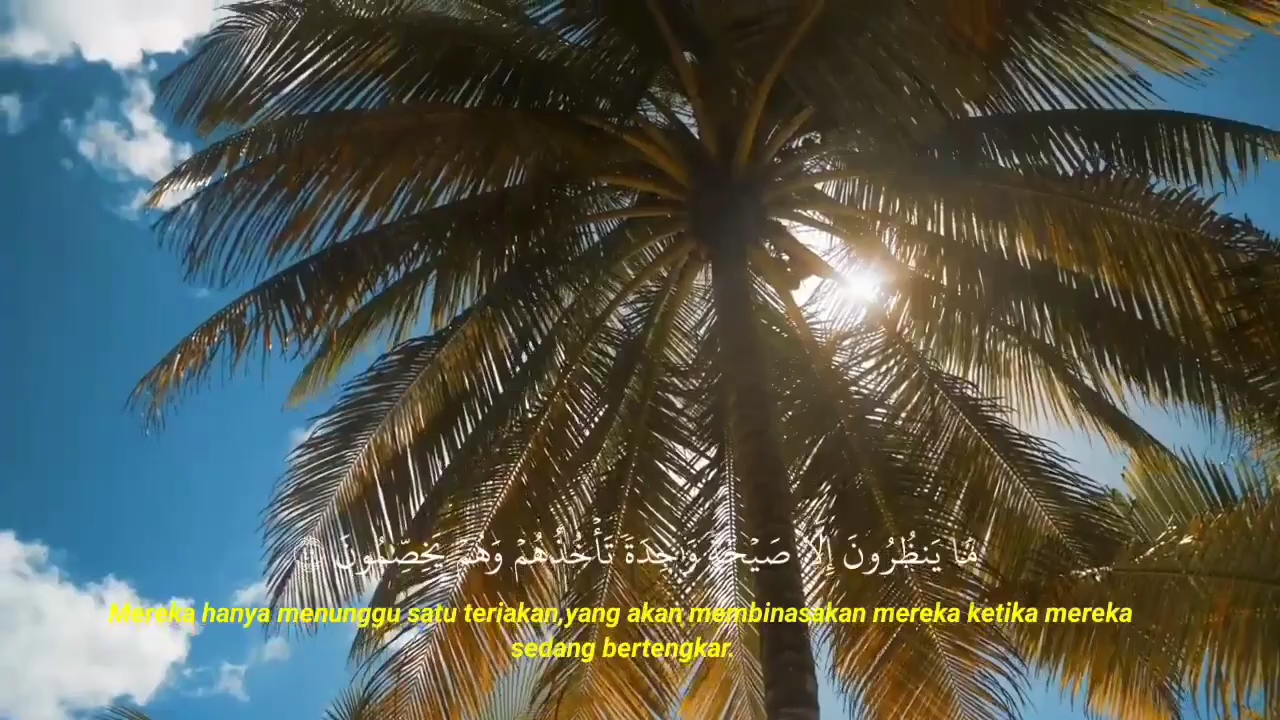 مَا يَنظُرُونَ إِلَّا صَيْحَةً وَاحِدَةً تَأْخُذُهُمْ وَهُمْ يَخِصِّمُونَ
Mereka hanya menunggu satu teriakan,yang akan membinasakan mereka ketika mereka
sedang bertengkar.